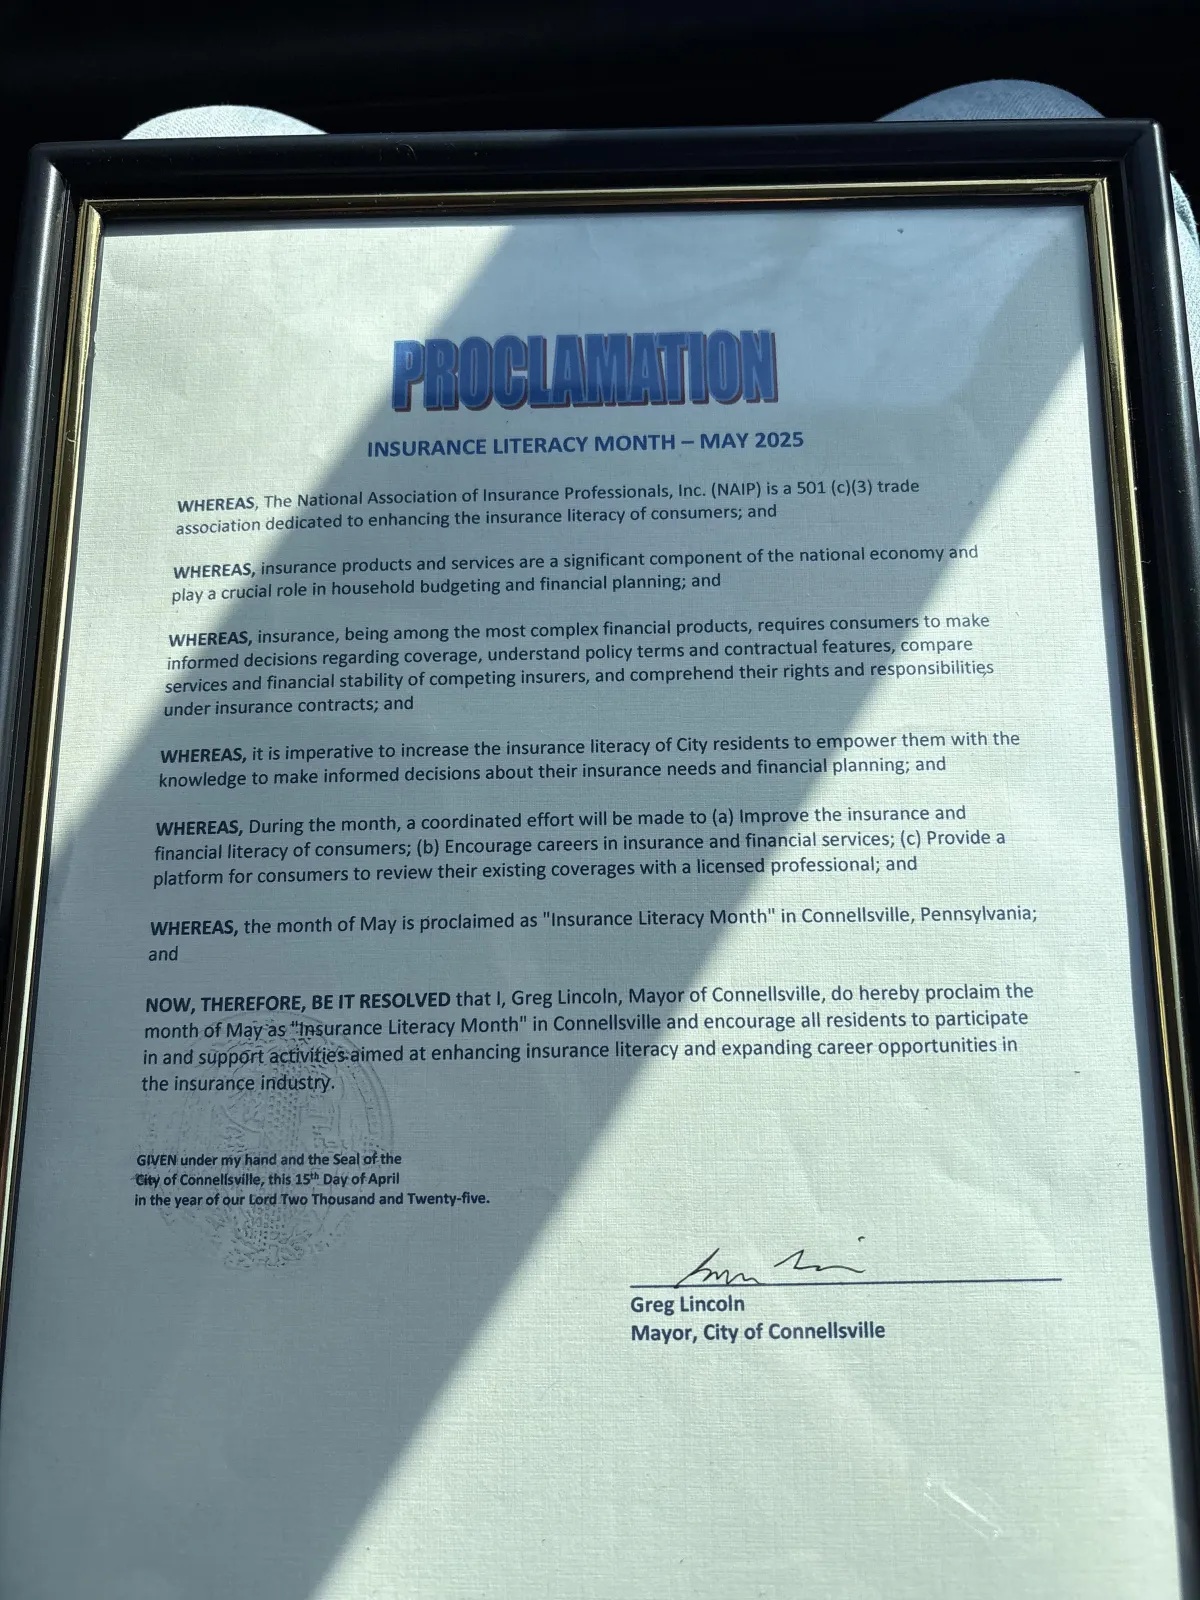 PROCLAMATION
INSURANCE LITERACY MONTH – MAY 2025
WHEREAS, The National Association of Insurance Professionals, Inc. (NAIP) is a 501 (c)(3) trade
association dedicated to enhancing the insurance literacy of consumers; and
WHEREAS, insurance products and services are a significant component of the national economy and
play a crucial role in household budgeting and financial planning; and
WHEREAS, insurance, being among the most complex financial products, requires consumers to make
informed decisions regarding coverage, understand policy terms and contractual features, compare
services and financial stability of competing insurers, and comprehend their rights and responsibilities
under insurance contracts; and
WHEREAS, it is imperative to increase the insurance literacy of City residents to empower them with the
knowledge to make informed decisions about their insurance needs and financial planning; and
WHEREAS, During the month, a coordinated effort will be made to (a) Improve the insurance and
financial literacy of consumers; (b) Encourage careers in insurance and financial services; (c) Provide a
platform for consumers to review their existing coverages with a licensed professional; and
WHEREAS, the month of May is proclaimed as "Insurance Literacy Month" in Connellsville, Pennsylvania;
and
NOW, THEREFORE, BE IT RESOLVED that I, Greg Lincoln, Mayor of Connellsville, do hereby proclaim the
month of May as "Insurance Literacy Month" in Connellsville and encourage all residents to participate
in and support activities aimed at enhancing insurance literacy and expanding career opportunities in
the insurance industry.
GIVEN under my hand and the Seal of the
City of Connellsville, this 15th Day of April
in the year of our Lord Two Thousand and Twenty-five.
Greg Lincoln
Mayor, City of Connellsville